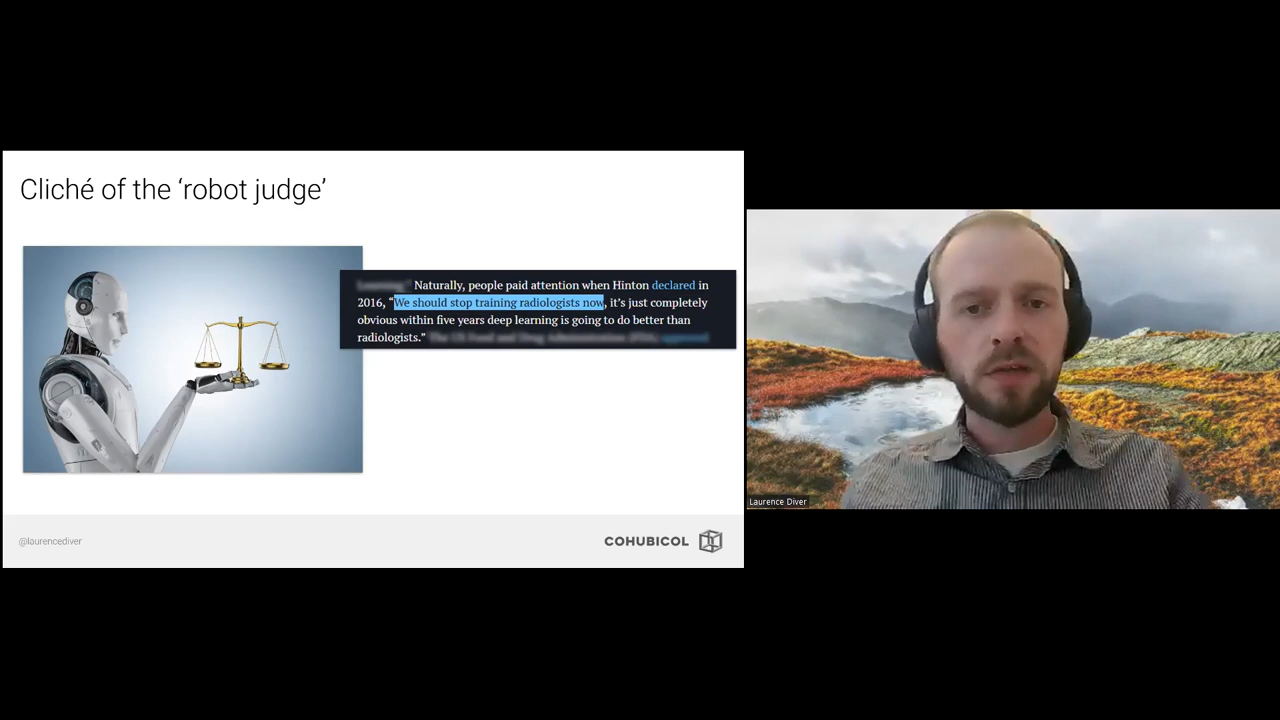 Cliché of the ‘robot judge’
Naturally, people paid attention when Hinton declared in
2016, “We should stop training radiologists now, it’s just completely
obvious within five years deep learning is going to do better than
radiologists.”
@laurencediver
COHUBICOL
Laurence Diver